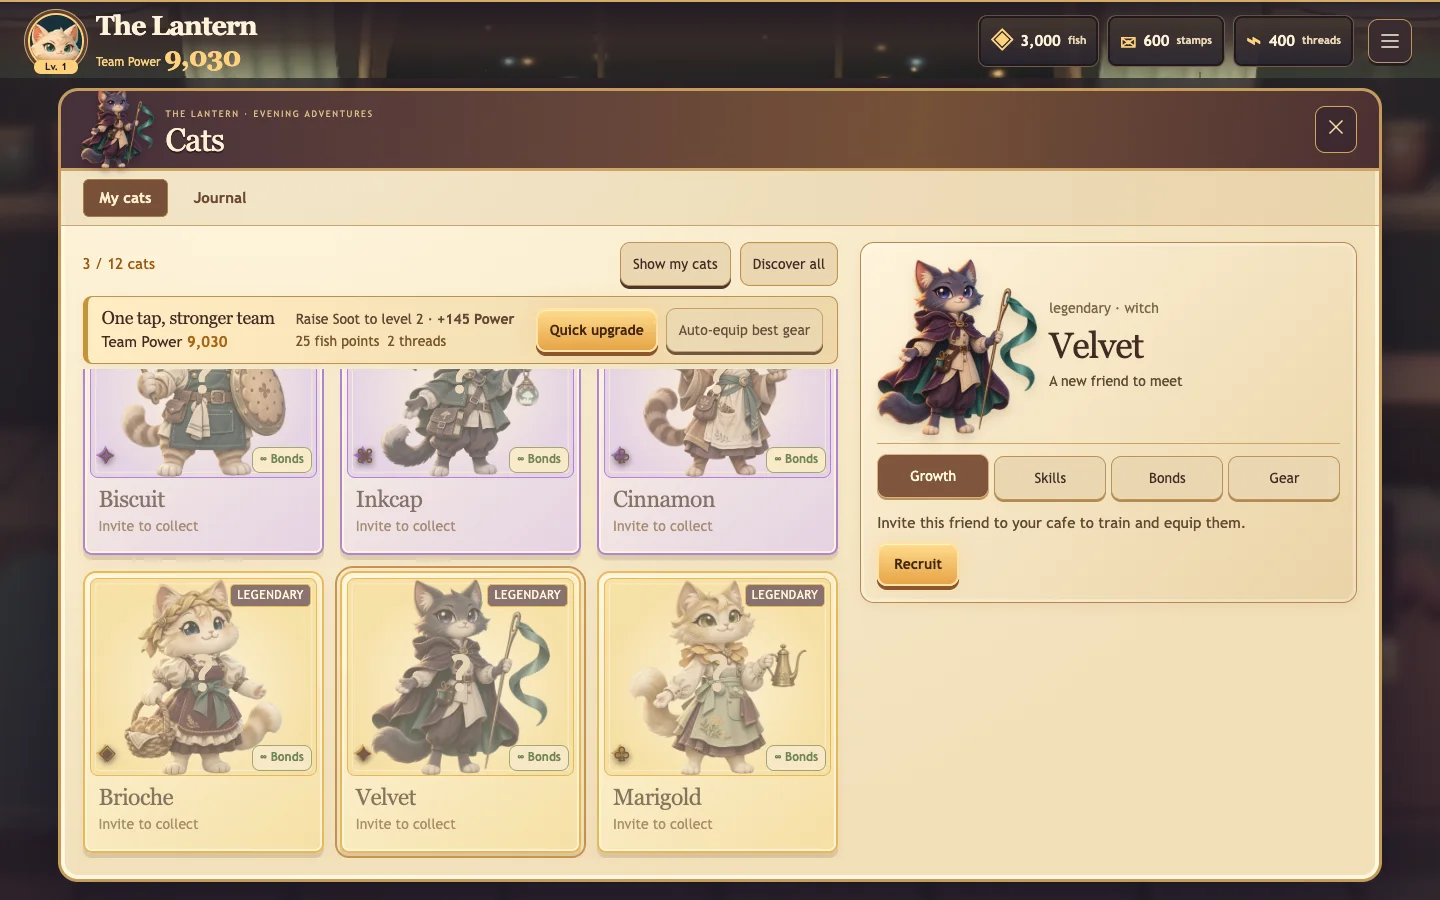 The Lantern
Team Power 9,030
Lv. 1
3,000 fish
600 stamps
400 threads
THE LANTERN · EVENING ADVENTURES
Cats
My cats
Journal
3 / 12 cats
Show my cats
Discover all
One tap, stronger team
Team Power 9,030
Raise Soot to level 2 · +145 Power
25 fish points 2 threads
Quick upgrade
Auto-equip best gear
?
∞ Bonds
Biscuit
Invite to collect
?
∞ Bonds
Inkcap
Invite to collect
?
∞ Bonds
Cinnamon
Invite to collect
LEGENDARY
?
∞ Bonds
Brioche
Invite to collect
LEGENDARY
?
∞ Bonds
Velvet
Invite to collect
LEGENDARY
?
∞ Bonds
Marigold
Invite to collect
legendary · witch
Velvet
A new friend to meet
Growth
Skills
Bonds
Gear
Invite this friend to your cafe to train and equip them.
Recruit